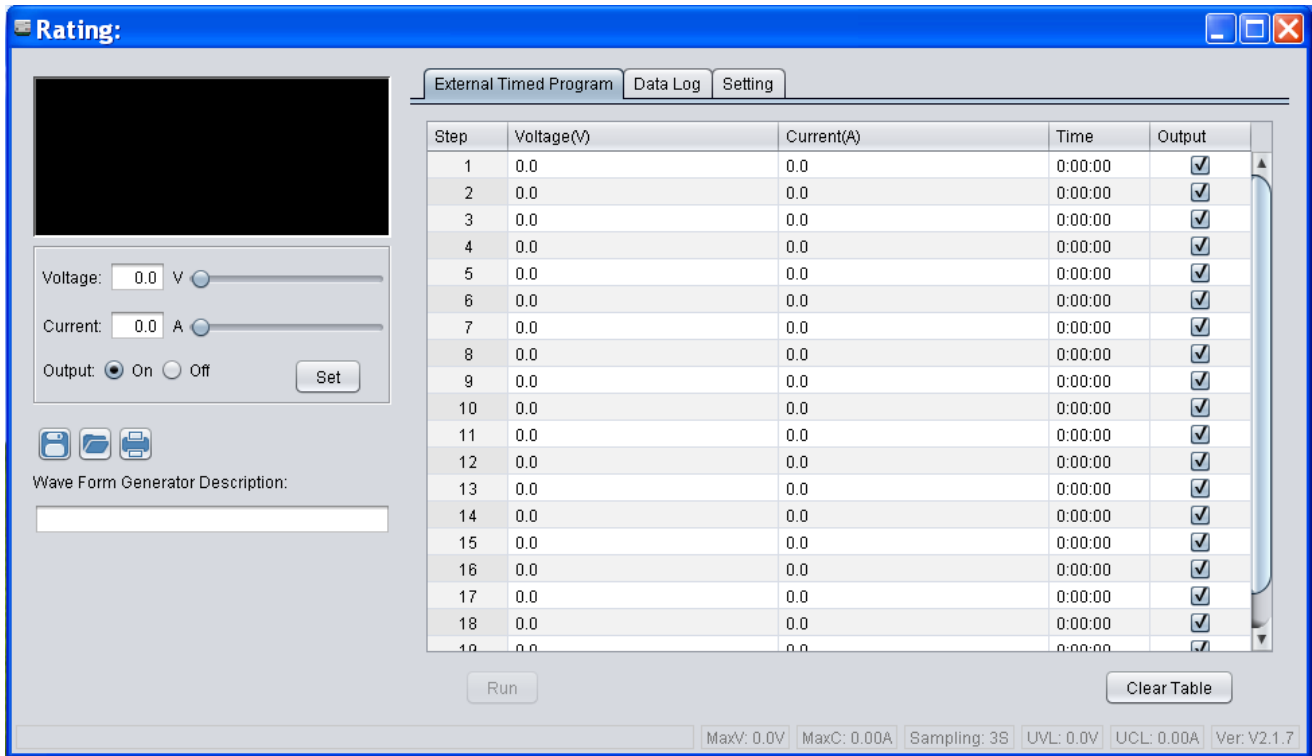 Rating:
External Timed Program Data Log Setting
Step Voltage(V) Current(A) Time Output
1 0.0 0.0 0:00:00
2 0.0 0.0 0:00:00
3 0.0 0.0 0:00:00
4 0.0 0.0 0:00:00
5 0.0 0.0 0:00:00
6 0.0 0.0 0:00:00
7 0.0 0.0 0:00:00
8 0.0 0.0 0:00:00
9 0.0 0.0 0:00:00
10 0.0 0.0 0:00:00
11 0.0 0.0 0:00:00
12 0.0 0.0 0:00:00
13 0.0 0.0 0:00:00
14 0.0 0.0 0:00:00
15 0.0 0.0 0:00:00
16 0.0 0.0 0:00:00
17 0.0 0.0 0:00:00
18 0.0 0.0 0:00:00
19 0.0 0.0 0:00:00
Voltage: 0.0 V
Current: 0.0 A
Output: On Off
Set
Wave Form Generator Description:
Run Clear Table
MaxV: 0.0V MaxC: 0.00A Sampling: 3S UVL: 0.0V UCL: 0.00A Ver: V2.1.7